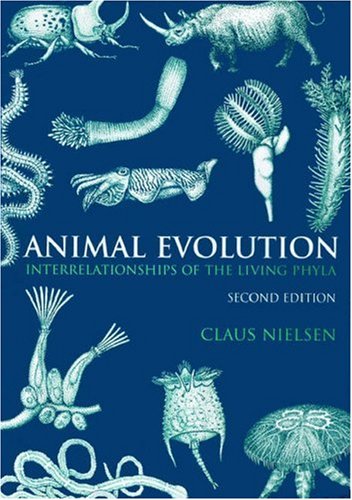 ANIMAL EVOLUTION
INTERRELATIONSHIPS OF THE LIVING PHYLA
SECOND EDITION
CLAUS NIELSEN